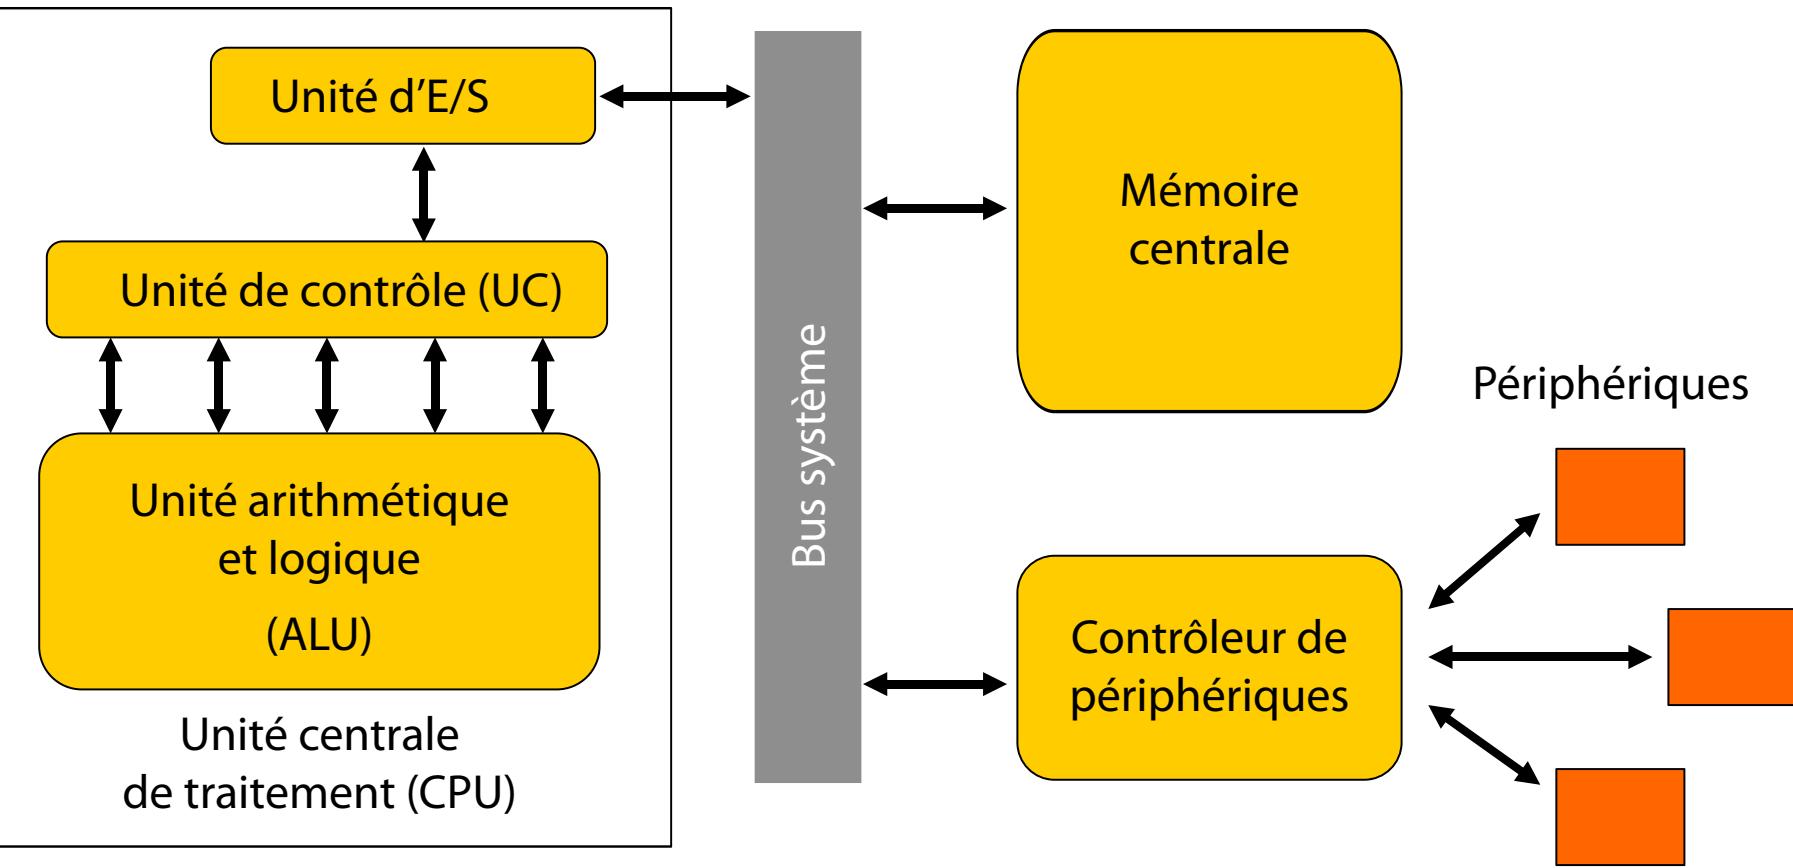 Unité d’E/S
Unité de contrôle (UC)
Unité arithmétique
et logique
(ALU)
Unité centrale
de traitement (CPU)
Bus système
Mémoire
centrale
Périphériques
Contrôleur de
périphériques